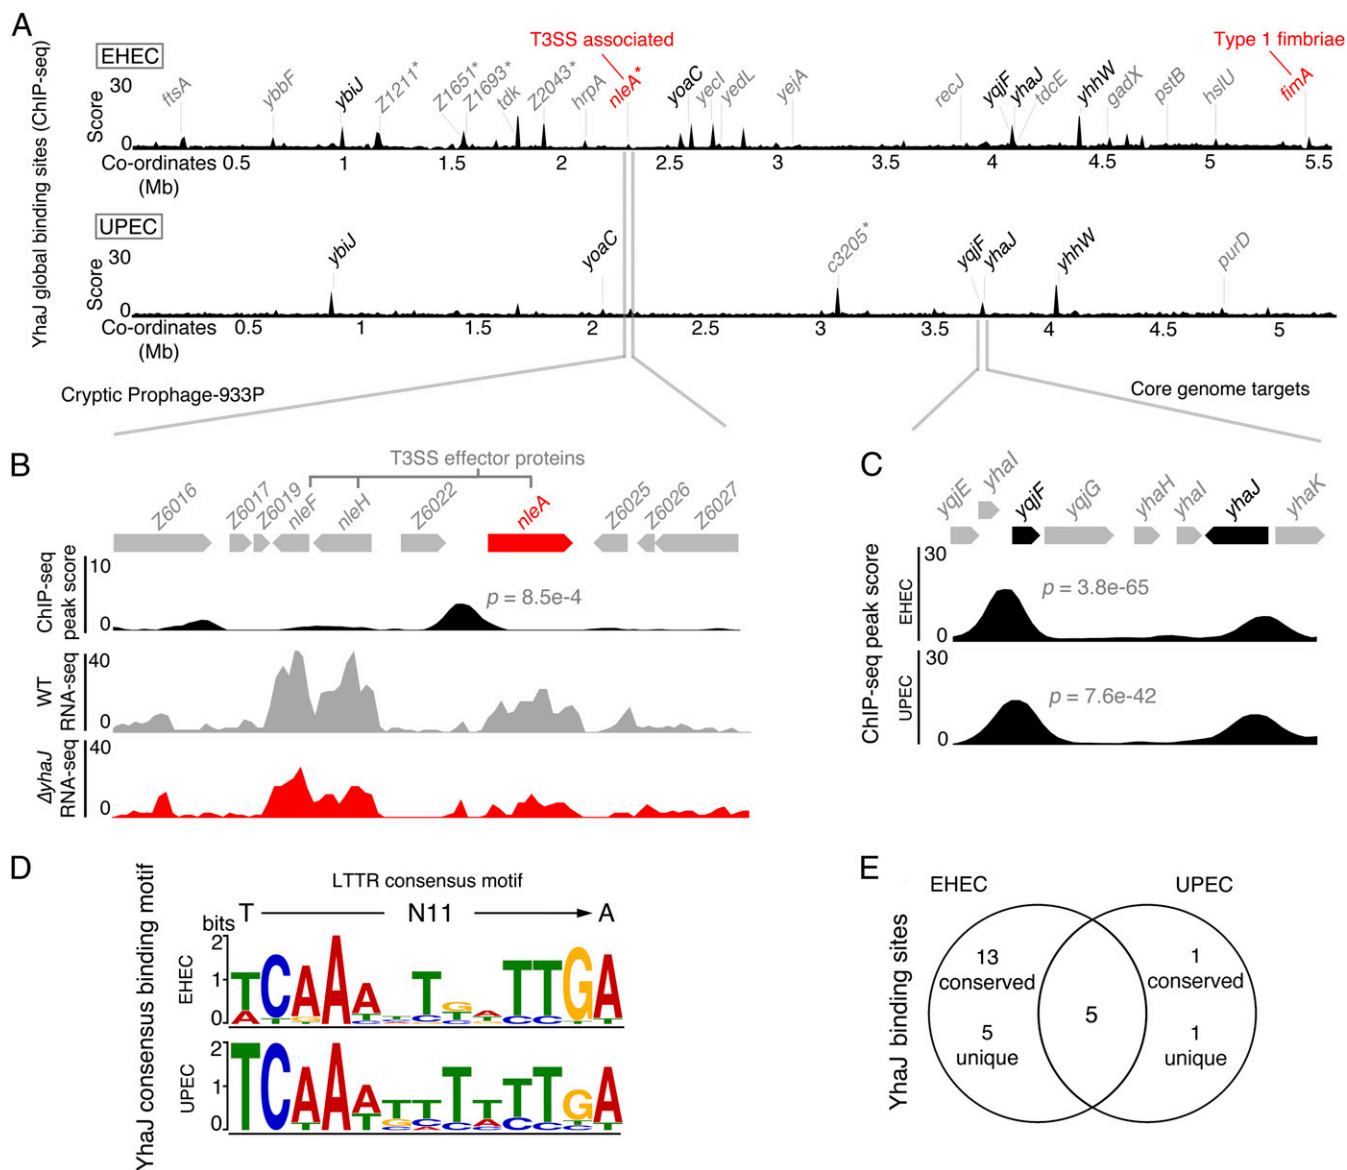 A
YhaJ global binding sites (ChIP-seq)
EHEC
T3SS associated
Type 1 fimbriae
ftsA
ybbF
ybiJ
Z1211*
Z1651*
Z1693*
tdk
Z2043*
hrpA
nleA*
yoaC
yecI
yedL
yejA
recJ
yqjF
yhaJ
tdcE
yhhW
gadX
pstB
hslU
fimA
Score
30
0
Co-ordinates 0.5 1 1.5 2 2.5 3 3.5 4 4.5 5 5.5
(Mb)
UPEC
ybiJ
yoaC
c3205*
yqjF
yhaJ
yhhW
purD
Score
30
0
Co-ordinates 0.5 1 1.5 2 2.5 3 3.5 4 4.5 5
(Mb)
Cryptic Prophage-933P
Core genome targets
B
T3SS effector proteins
Z6016
Z6017
Z6019
nleF
nleH
Z6022
nleA
Z6025
Z6026
Z6027
ChIP-seq
peak score
10
0
p = 8.5e-4
WT
RNA-seq
40
0
ΔyhaJ
RNA-seq
40
0
C
yqjE
yhaI
yqjF
yqjG
yhaH
yhaI
yhaJ
yhaK
ChIP-seq peak score
EHEC
30
0
p = 3.8e-65
UPEC
30
0
p = 7.6e-42
D
YhaJ consensus binding motif
LTTR consensus motif
T N11 A
bits
EHEC
2
1
0
UPEC
2
1
0
E
YhaJ binding sites
EHEC
UPEC
13
conserved
5
unique
5
1
conserved
1
unique